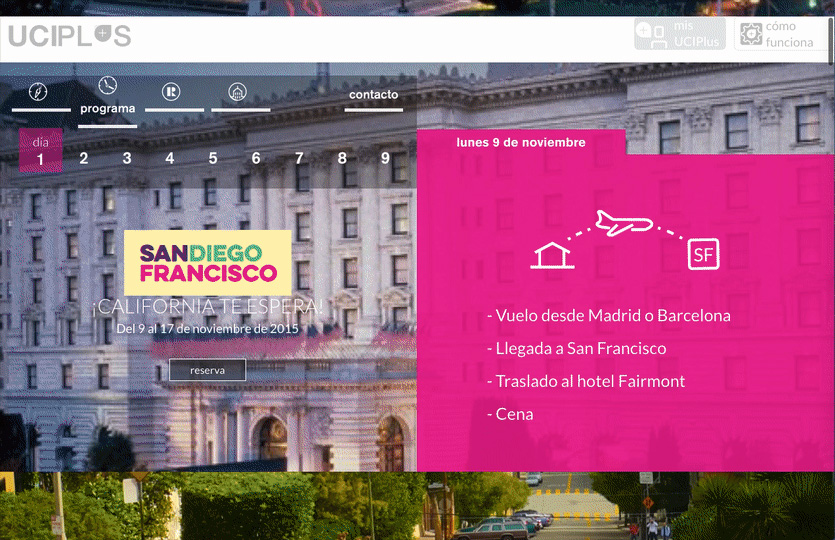 UCIPLUS
mis
UCIPlus
cómo
funciona
programa
contacto
día
1 2 3 4 5 6 7 8 9
lunes 9 de noviembre
SANDIEGO
FRANCISCO
¡CALIFORNIA TE ESPERA!
Del 9 al 17 de noviembre de 2015
reserva
SF
- Vuelo desde Madrid o Barcelona
- Llegada a San Francisco
- Traslado al hotel Fairmont
- Cena